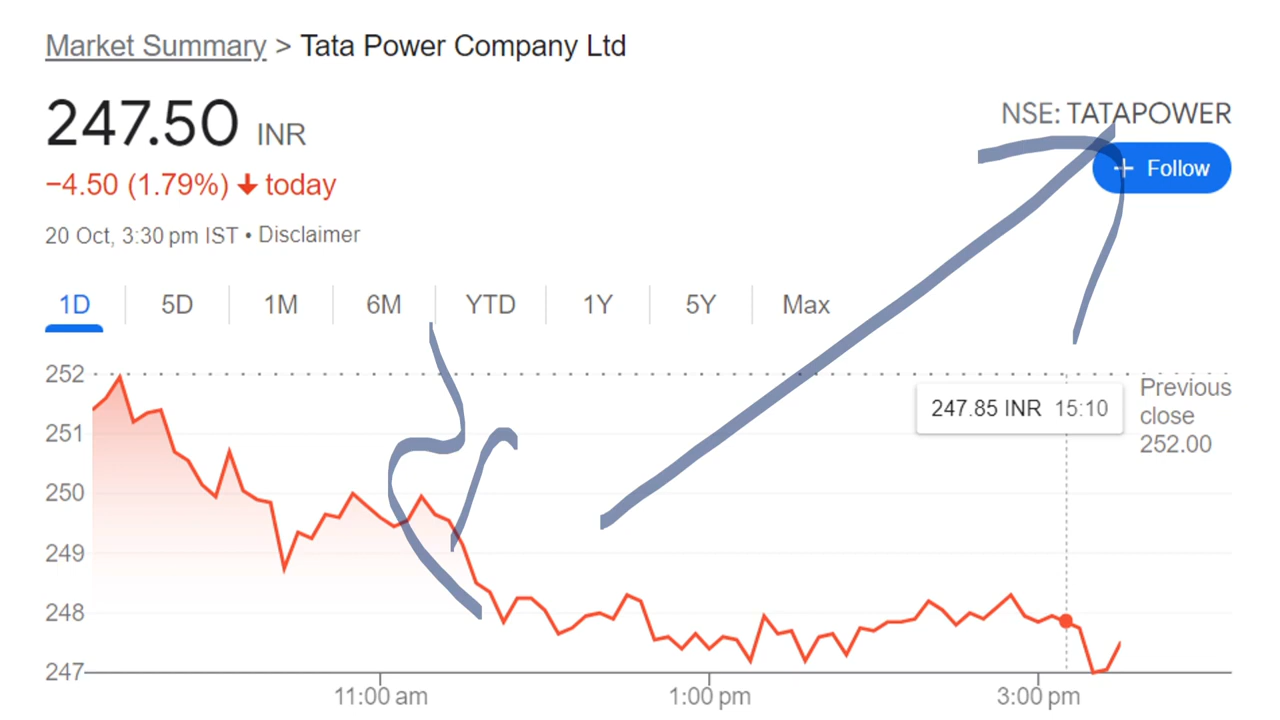 Market Summary > Tata Power Company Ltd
247.50 INR
NSE: TATAPOWER
−4.50 (1.79%) ↓ today
+ Follow
20 Oct, 3:30 pm IST • Disclaimer
1D 5D 1M 6M YTD 1Y 5Y Max
252
247.85 INR 15:10
Previous
close
252.00
251
250
249
248
247
11:00 am 1:00 pm 3:00 pm